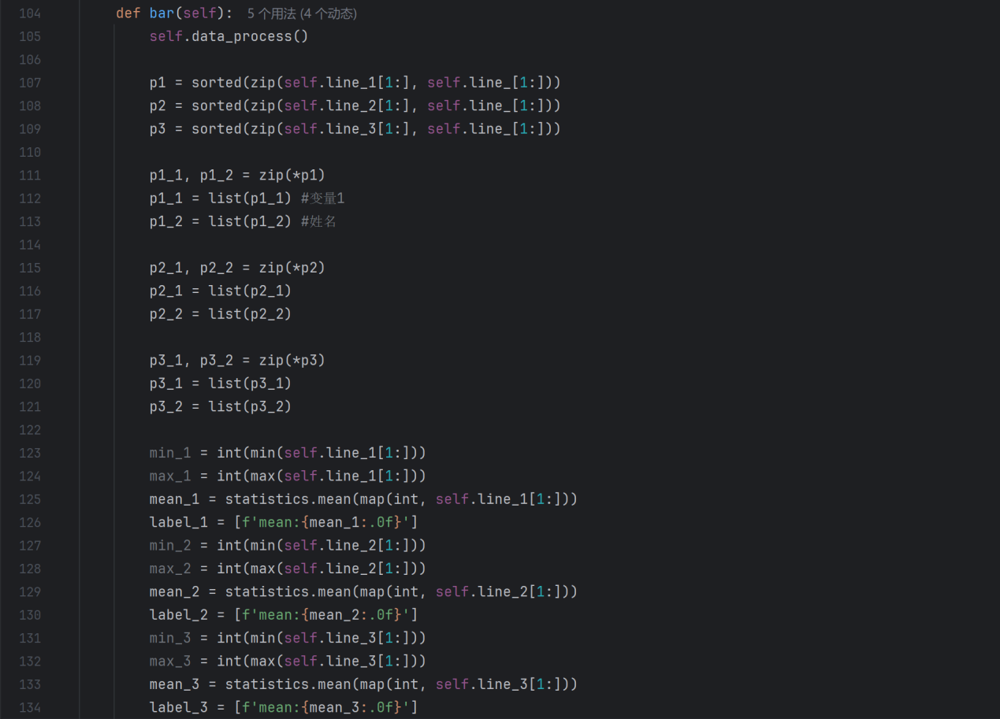 104 def bar(self): 5 个用法 (4 个动态)
105 self.data_process()
106
107 p1 = sorted(zip(self.line_1[1:], self.line_[1:]))
108 p2 = sorted(zip(self.line_2[1:], self.line_[1:]))
109 p3 = sorted(zip(self.line_3[1:], self.line_[1:]))
110
111 p1_1, p1_2 = zip(*p1)
112 p1_1 = list(p1_1) #变量1
113 p1_2 = list(p1_2) #姓名
114
115 p2_1, p2_2 = zip(*p2)
116 p2_1 = list(p2_1)
117 p2_2 = list(p2_2)
118
119 p3_1, p3_2 = zip(*p3)
120 p3_1 = list(p3_1)
121 p3_2 = list(p3_2)
122
123 min_1 = int(min(self.line_1[1:]))
124 max_1 = int(max(self.line_1[1:]))
125 mean_1 = statistics.mean(map(int, self.line_1[1:]))
126 label_1 = [f'mean:{mean_1:.0f}']
127 min_2 = int(min(self.line_2[1:]))
128 max_2 = int(max(self.line_2[1:]))
129 mean_2 = statistics.mean(map(int, self.line_2[1:]))
130 label_2 = [f'mean:{mean_2:.0f}']
131 min_3 = int(min(self.line_3[1:]))
132 max_3 = int(max(self.line_3[1:]))
133 mean_3 = statistics.mean(map(int, self.line_3[1:]))
134 label_3 = [f'mean:{mean_3:.0f}']